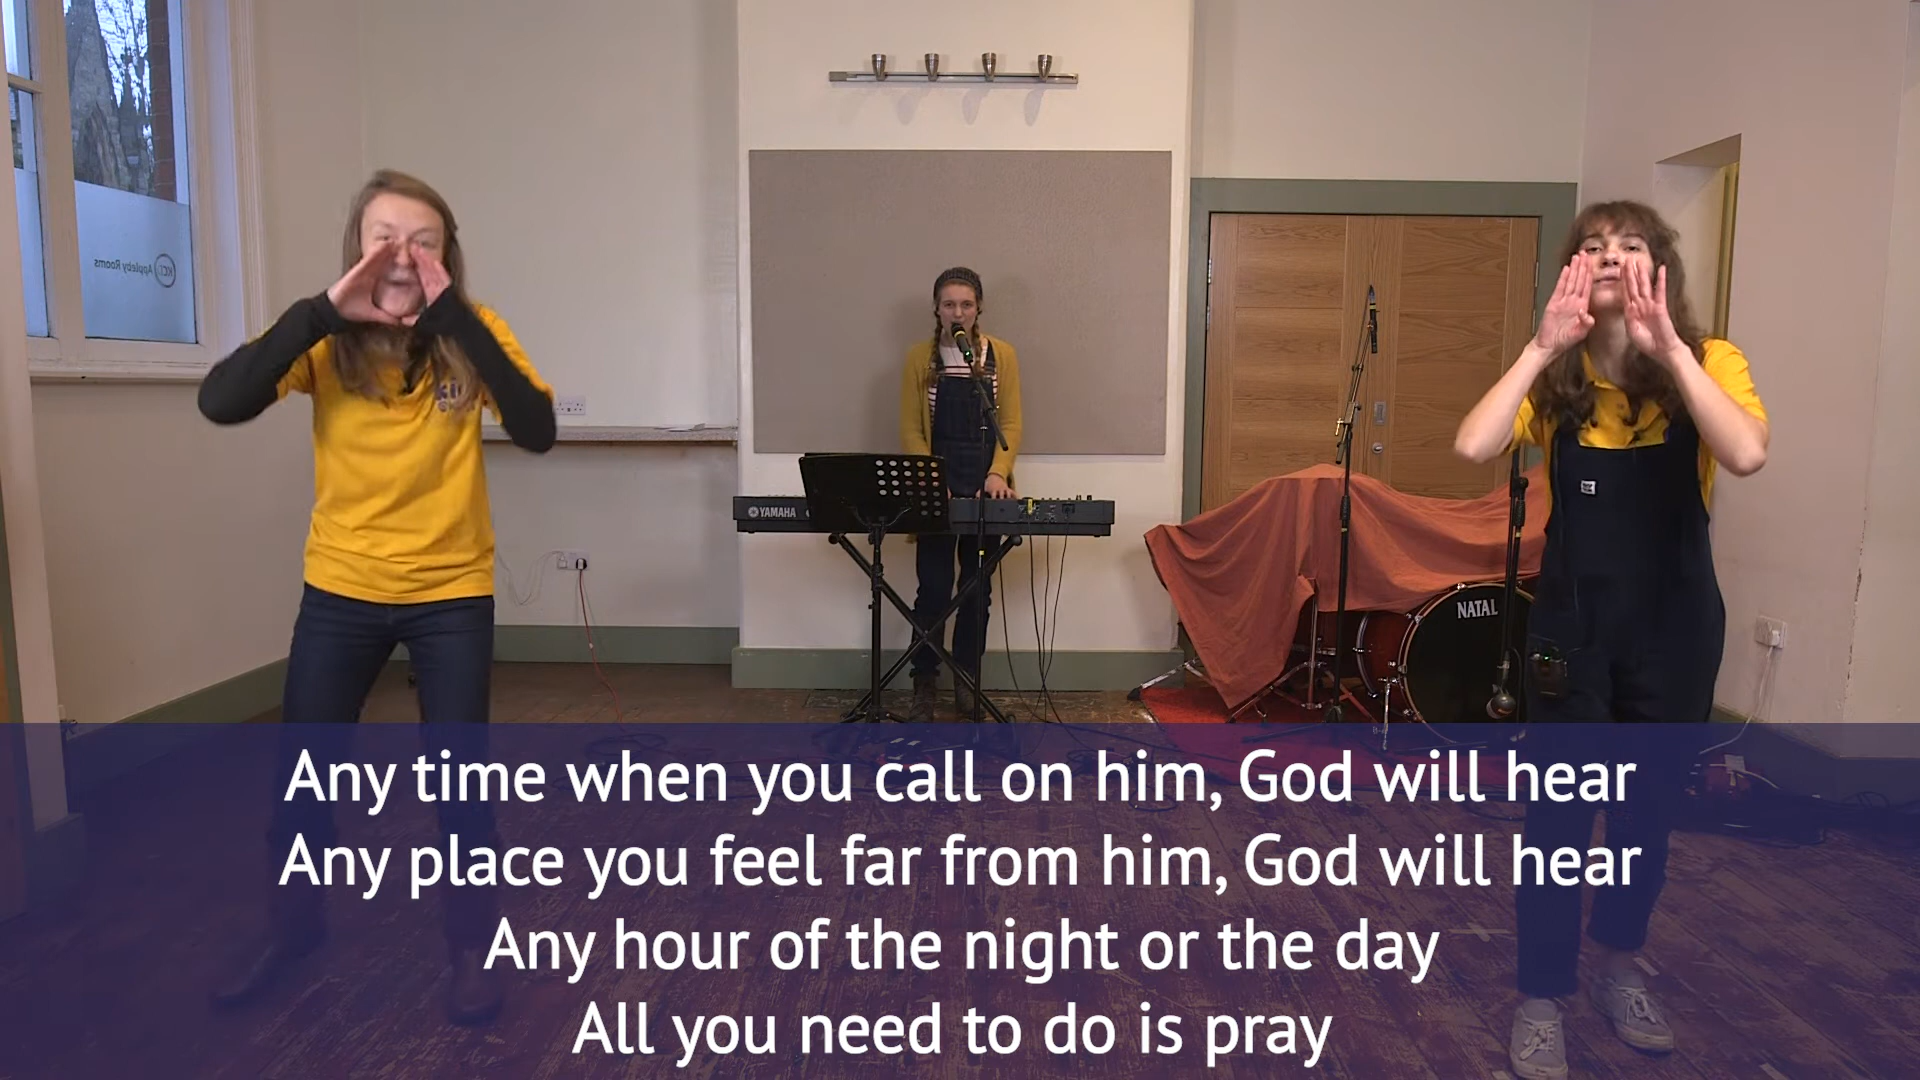 Appleby Rooms
YAMAHA
NATAL
Any time when you call on him, God will hear
Any place you feel far from him, God will hear
Any hour of the night or the day
All you need to do is pray